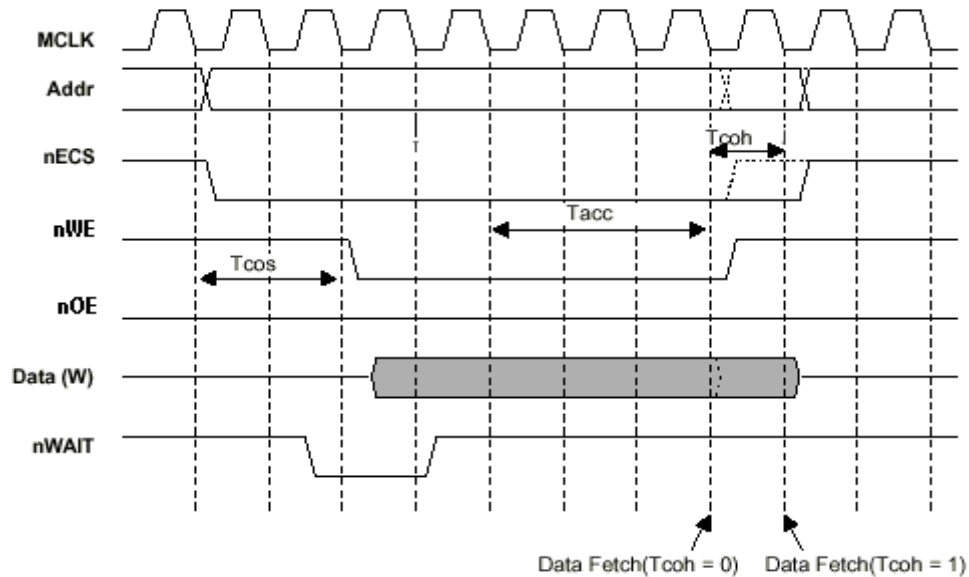 MCLK
Addr
T
Tcoh
nECS
Tacc
nWE
Tcos
nOE
Data (W)
nWAIT
Data Fetch(Tcoh = 0) Data Fetch(Tcoh = 1)